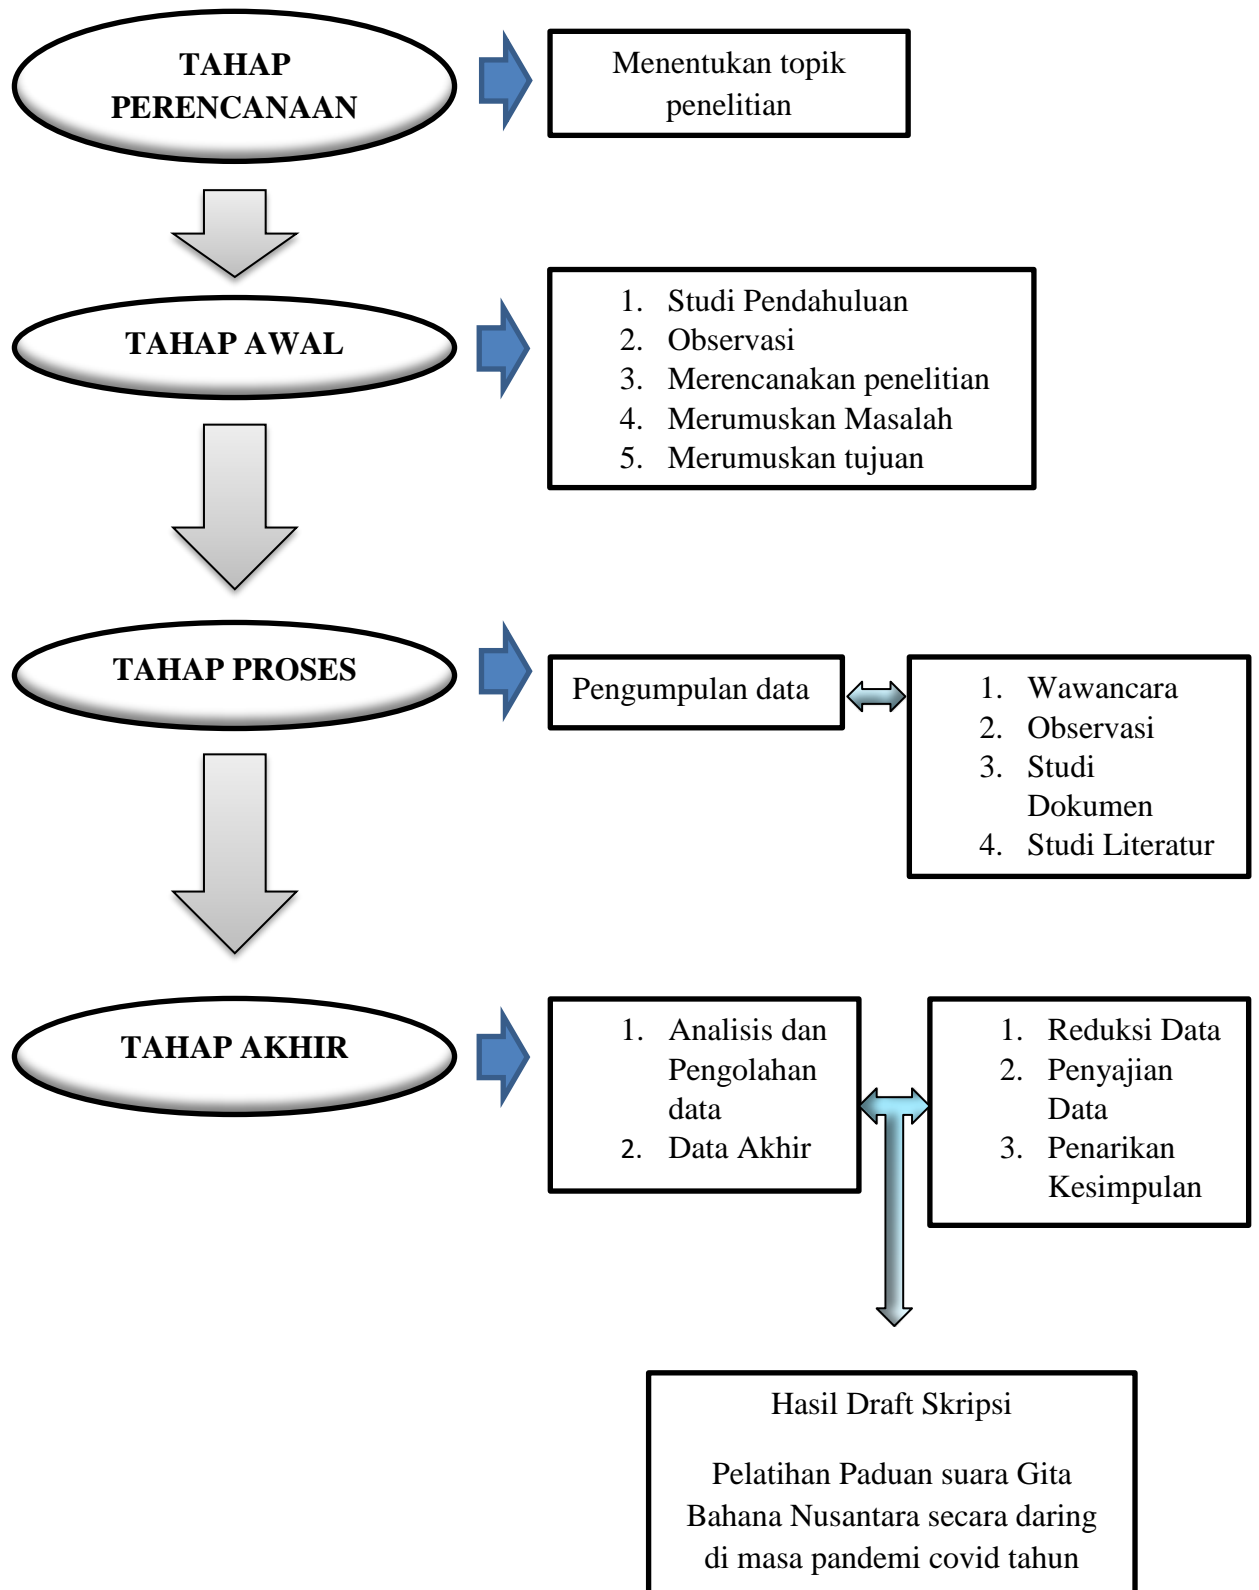 TAHAP
PERENCANAAN
Menentukan topik
penelitian
TAHAP AWAL
1. Studi Pendahuluan
2. Observasi
3. Merencanakan penelitian
4. Merumuskan Masalah
5. Merumuskan tujuan
TAHAP PROSES
Pengumpulan data
1. Wawancara
2. Observasi
3. Studi
Dokumen
4. Studi Literatur
TAHAP AKHIR
1. Analisis dan
Pengolahan
data
2. Data Akhir
1. Reduksi Data
2. Penyajian
Data
3. Penarikan
Kesimpulan
Hasil Draft Skripsi
Pelatihan Paduan suara Gita
Bahana Nusantara secara daring
di masa pandemi covid tahun